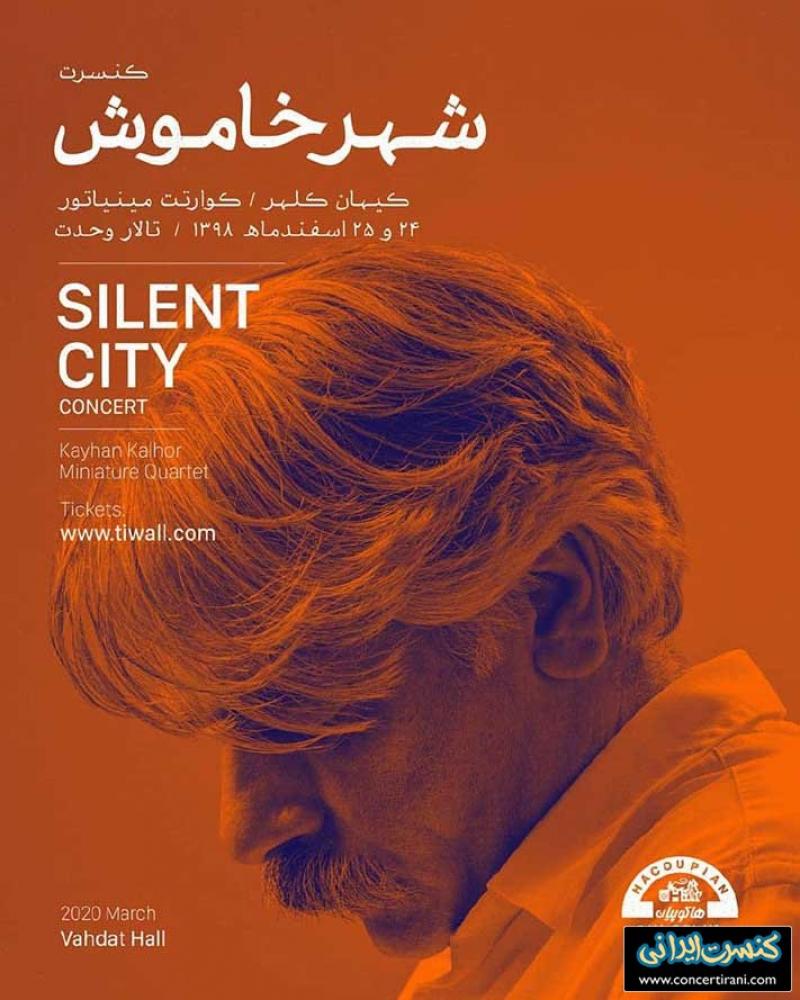 کنسرت
شهر خاموش
کیهان کلهر / کوارتت مینیاتور
۲۴ و ۲۵ اسفندماه ۱۳۹۸ / تالار وحدت
SILENT
CITY
CONCERT
Kayhan Kalhor
Miniature Quartet
Tickets:
www.tiwall.com
2020 March
Vahdat Hall
HACOUPIAN
هاکوپیان
کنسرت ایرانی
www.concertirani.com